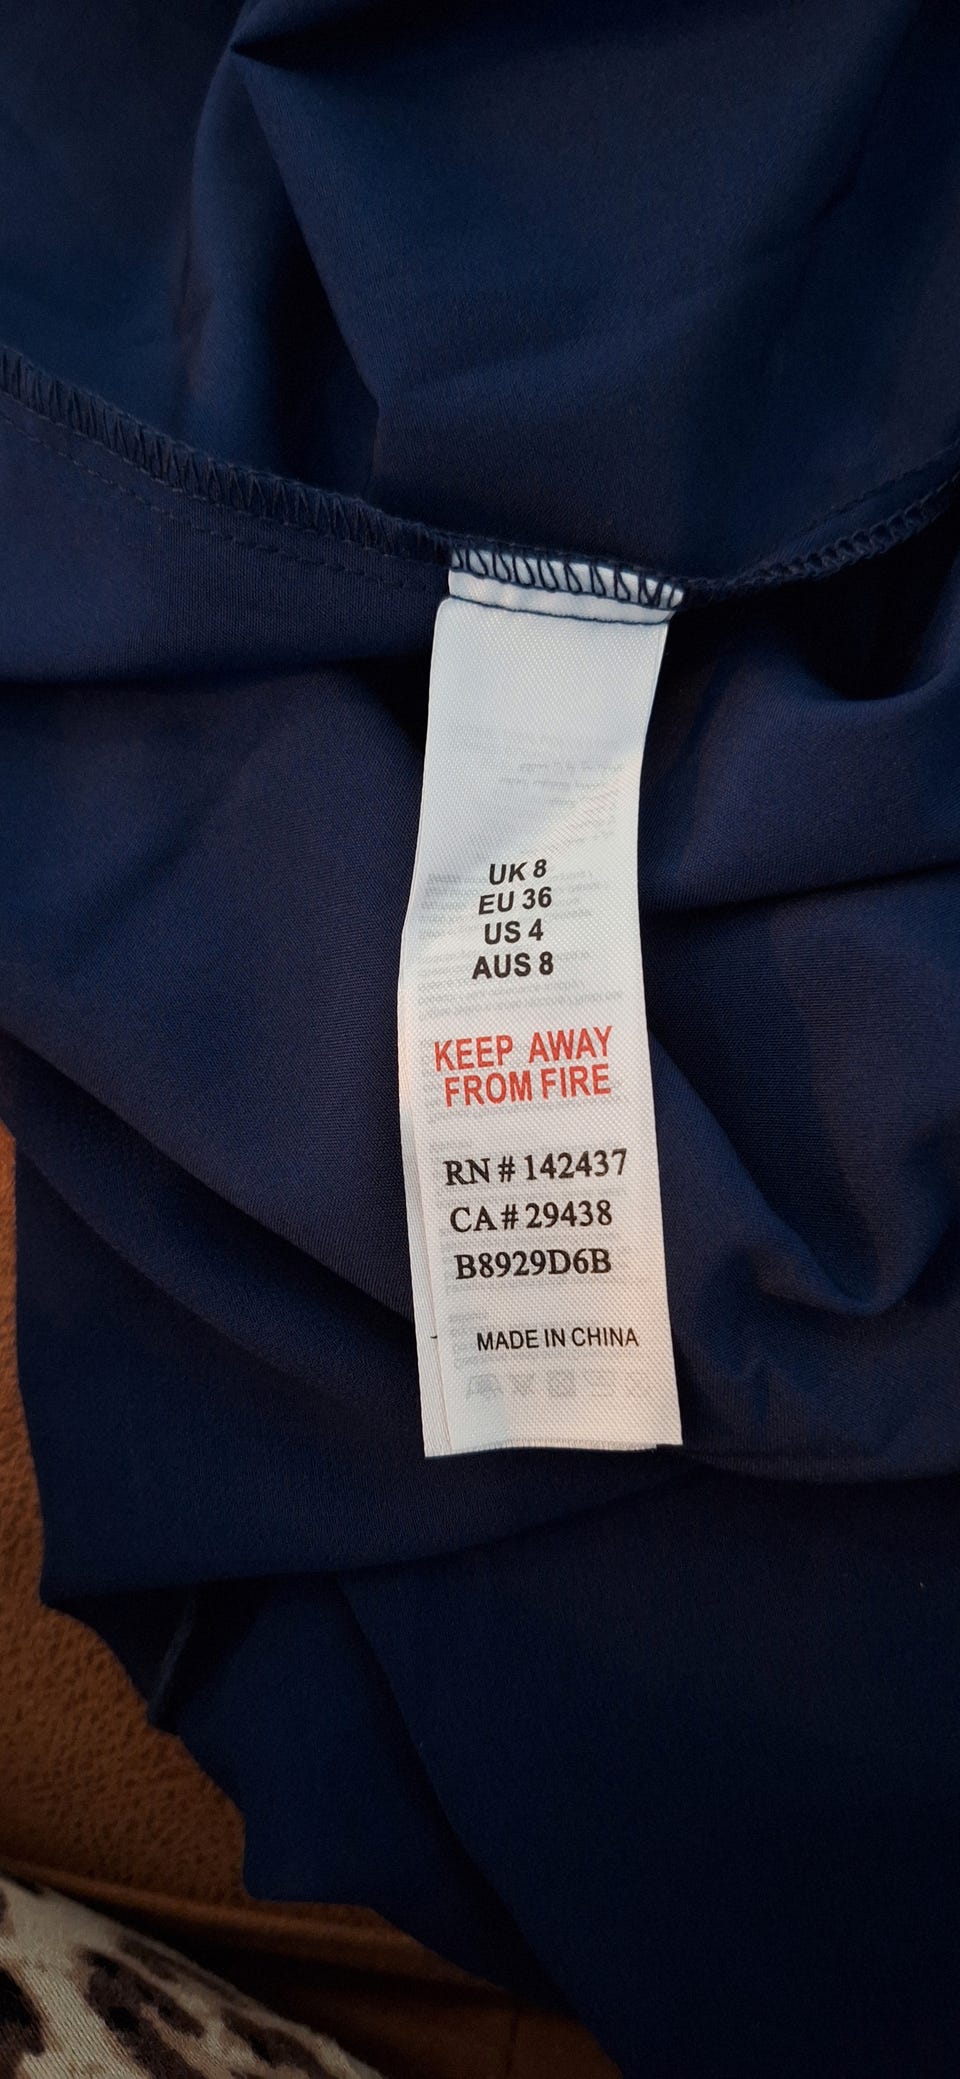 UK 8
EU 36
US 4
AUS 8
KEEP AWAY
FROM FIRE
RN # 142437
CA # 29438
B8929D6B
MADE IN CHINA